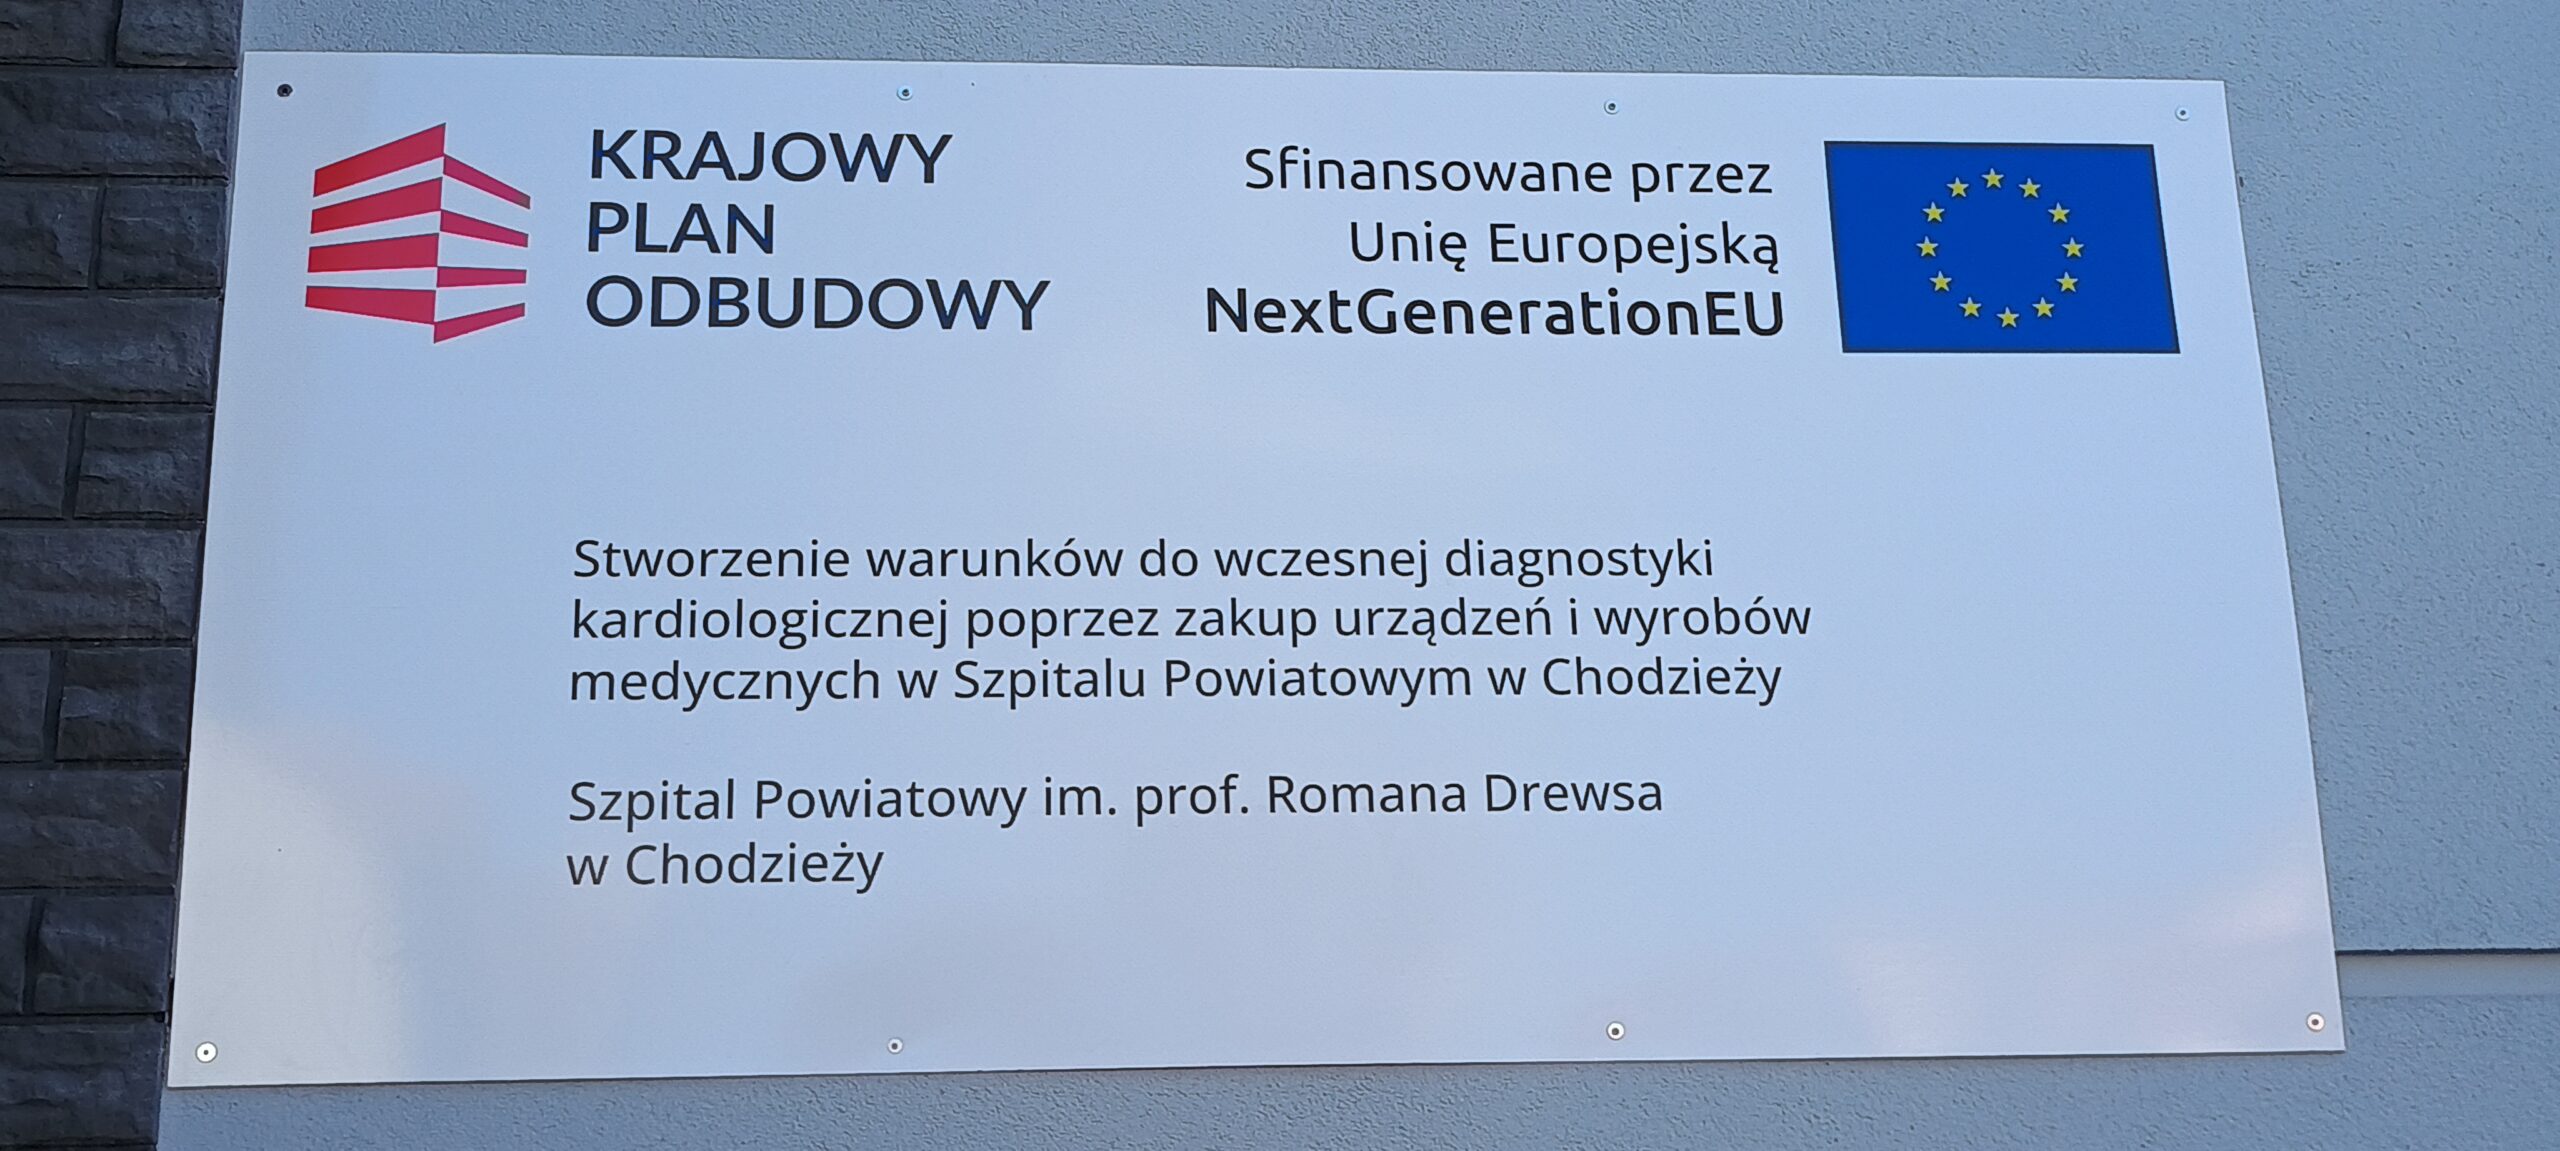 KRAJOWY
PLAN
ODBUDOWY
Sfinansowane przez
Unię Europejską
NextGenerationEU
Stworzenie warunków do wczesnej diagnostyki
kardiologicznej poprzez zakup urządzeń i wyrobów
medycznych w Szpitalu Powiatowym w Chodzieży
Szpital Powiatowy im. prof. Romana Drewsa
w Chodzieży